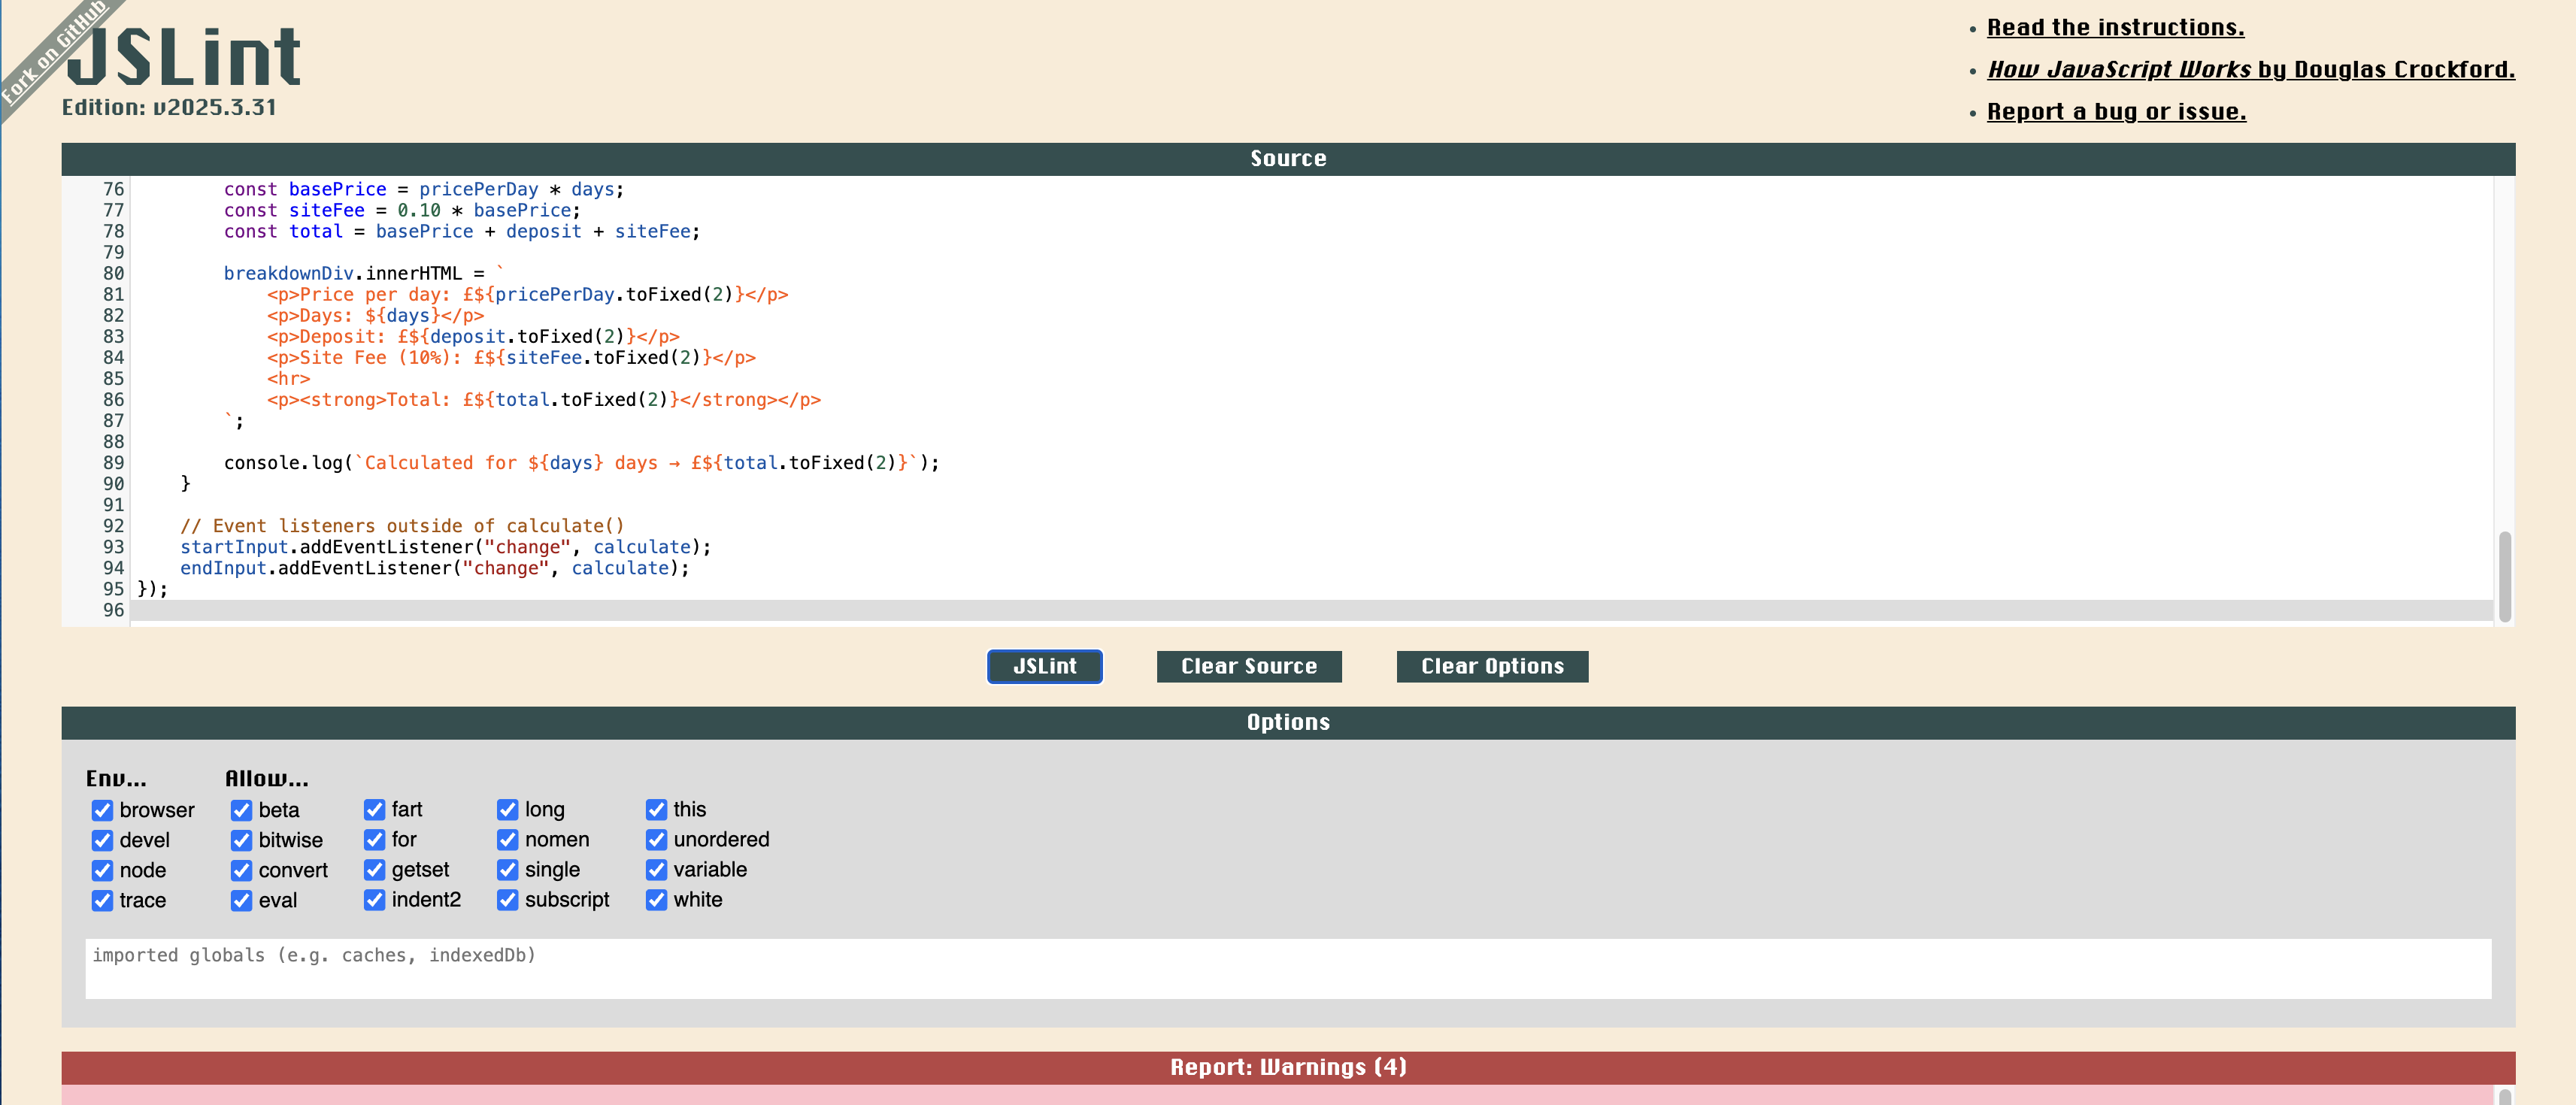 Fork on GitHub
JSLint
Edition: v2025.3.31
• Read the instructions.
• How JavaScript Works by Douglas Crockford.
• Report a bug or issue.
Source
76 const basePrice = pricePerDay * days;
77 const siteFee = 0.10 * basePrice;
78 const total = basePrice + deposit + siteFee;
79
80 breakdownDiv.innerHTML = `
81 <p>Price per day: £${pricePerDay.toFixed(2)}</p>
82 <p>Days: ${days}</p>
83 <p>Deposit: £${deposit.toFixed(2)}</p>
84 <p>Site Fee (10%): £${siteFee.toFixed(2)}</p>
85 <hr>
86 <p><strong>Total: £${total.toFixed(2)}</strong></p>
87 `;
88
89 console.log(`Calculated for ${days} days → £${total.toFixed(2)}`);
90 }
91
92 // Event listeners outside of calculate()
93 startInput.addEventListener("change", calculate);
94 endInput.addEventListener("change", calculate);
95 });
96
JSLint Clear Source Clear Options
Options
Env... Allow...
browser beta fart long this
devel bitwise for nomen unordered
node convert getset single variable
trace eval indent2 subscript white
imported globals (e.g. caches, indexedDb)
Report: Warnings (4)